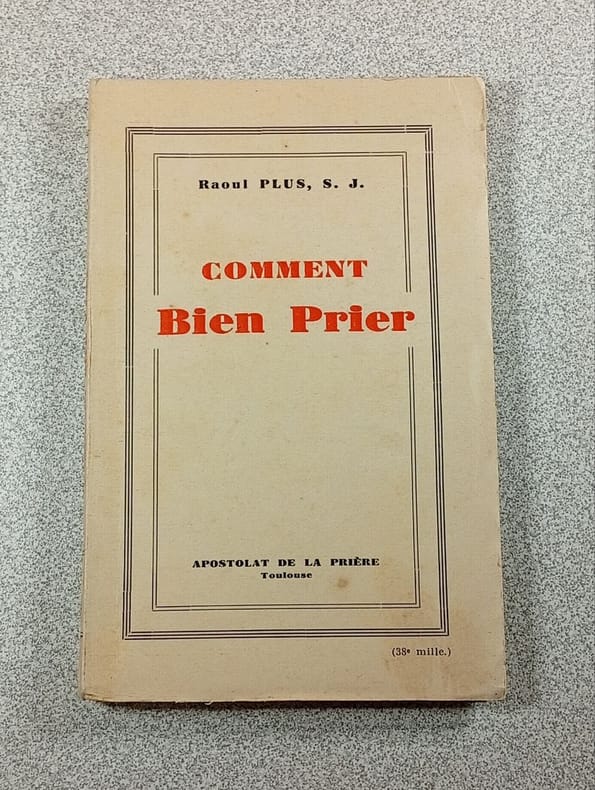 Raoul PLUS, S. J.
COMMENT
Bien Prier
APOSTOLAT DE LA PRIÈRE
Toulouse
(38e mille.)